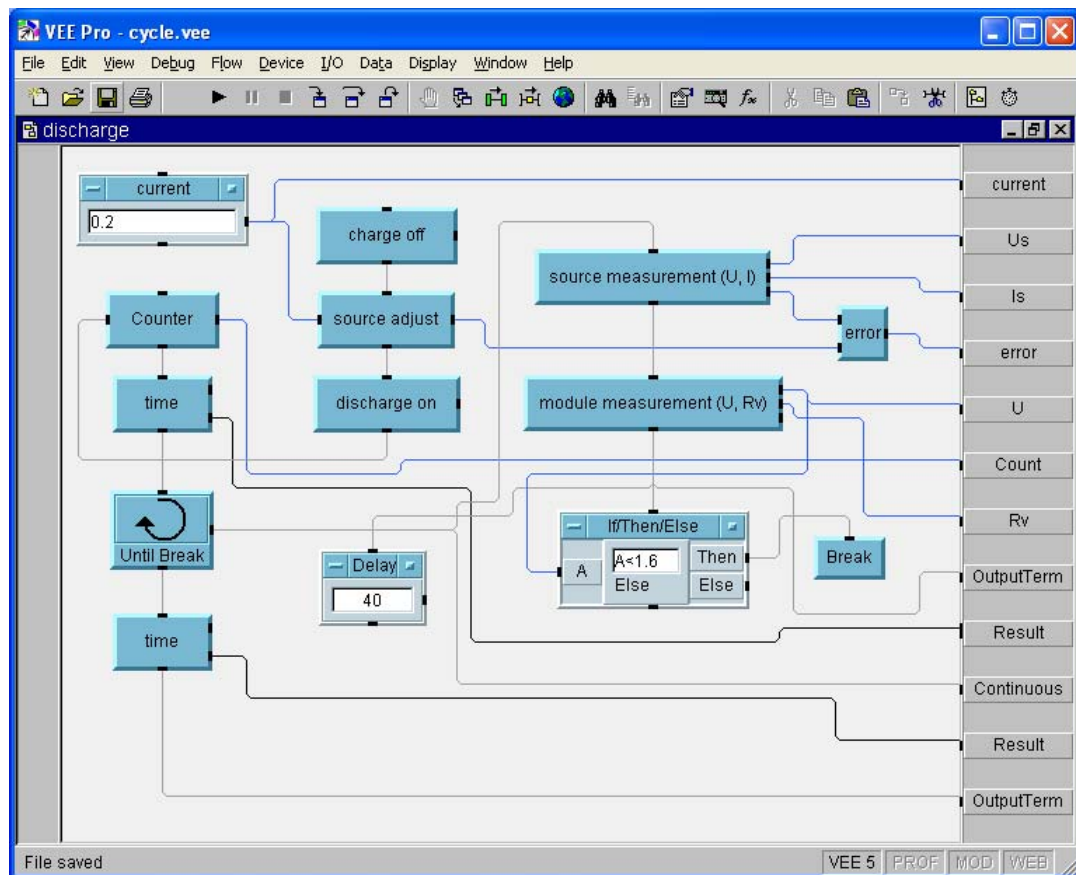 VEE Pro - cycle.vee
File Edit View Debug Flow Device I/O Data Display Window Help
discharge
current
0.2
charge off
source measurement (U, I)
Counter
source adjust
error
time
discharge on
module measurement (U, Rv)
Until Break
Delay
40
If/Then/Else
A
A<1.6
Then
Else
Else
Break
time
current
Us
Is
error
U
Count
Rv
OutputTerm
Result
Continuous
Result
OutputTerm
File saved
VEE 5 PROF MOD WEB